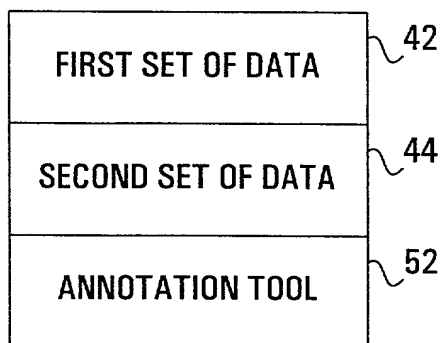 FIRST SET OF DATA 42
SECOND SET OF DATA 44
ANNOTATION TOOL 52